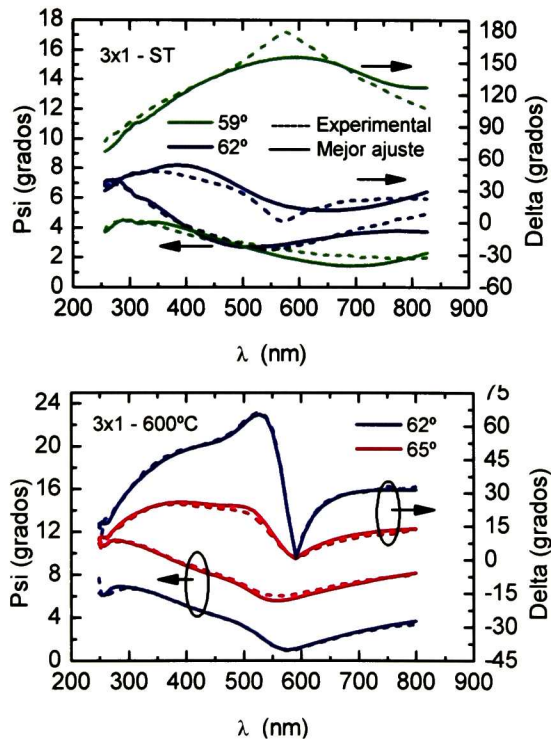 3x1 - ST
59º
62º
Experimental
Mejor ajuste
Psi (grados)
18
16
14
12
10
8
6
4
2
0
Delta (grados)
180
150
120
90
60
30
0
-30
-60
200 300 400 500 600 700 800 900
λ (nm)
3x1 - 600ºC
62º
65º
Psi (grados)
24
20
16
12
8
4
0
Delta (grados)
75
60
45
30
15
0
-15
-30
-45
200 300 400 500 600 700 800 900
λ (nm)